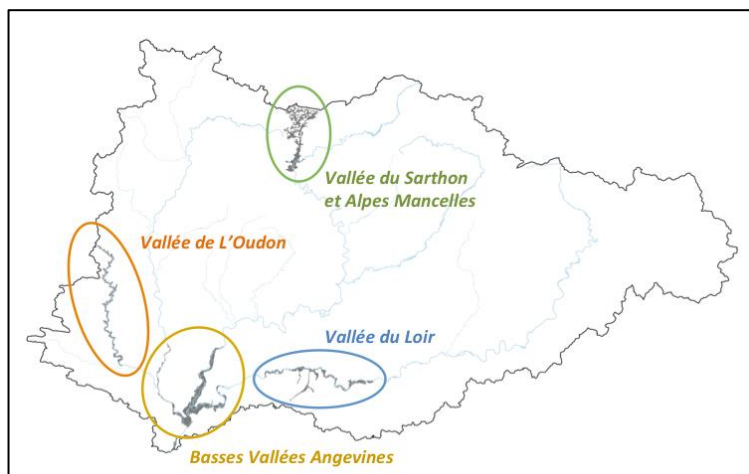 Vallée du Sarthon
et Alpes Mancelles
Vallée de L'Oudon
Vallée du Loir
Basses Vallées Angevines